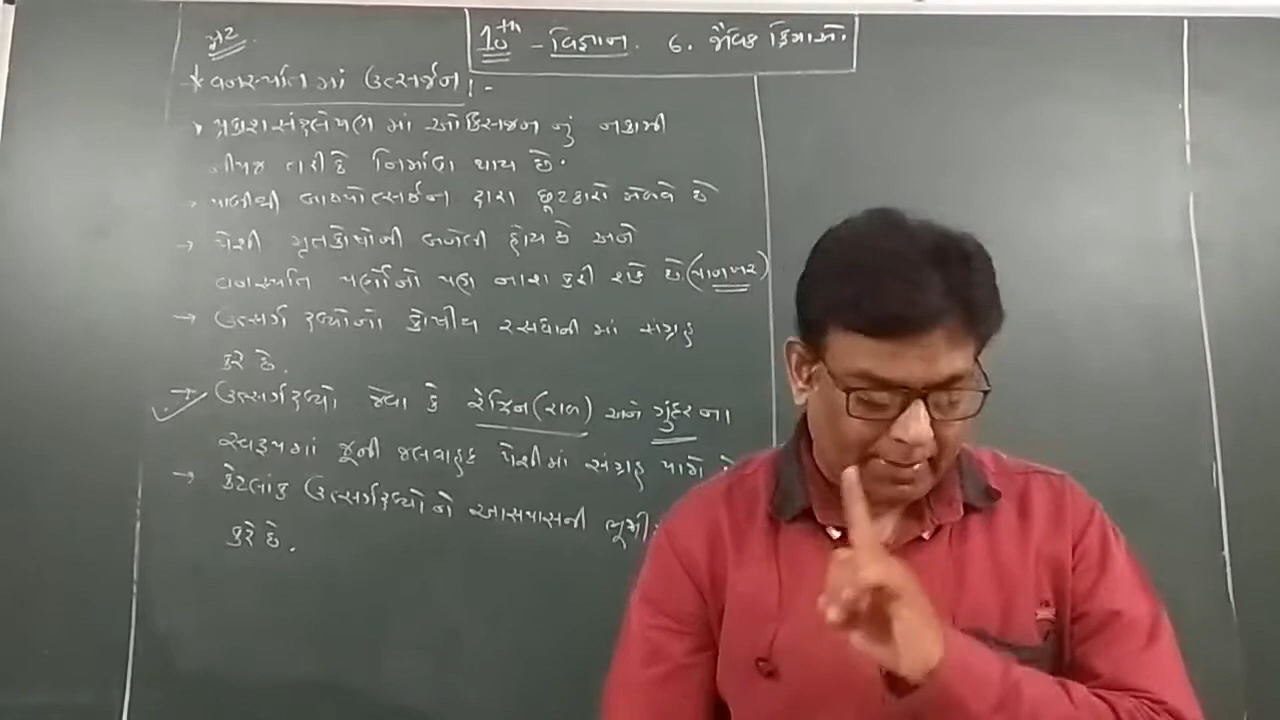 10th - વિજ્ઞાન. 6. જૈવિક ક્રિયાઓ.
* વનસ્પતિમાં ઉત્સર્જન :-
પ્રકાશસંશ્લેષણ માં ઓક્સિજન નું નકામી
નીપજ તરીકે નિર્માણ થાય છે.
→ પાણીથી બાષ્પોત્સર્જન દ્વારા છૂટકારો મેળવે છે
→ પેશી મૃતકોષોની બનેલી હોય છે અને
વનસ્પતિ પર્ણોનો પણ નાશ કરી શકે છે. (પાનખર)
→ ઉત્સર્ગ દ્રવ્યોનો કોષીય રસધાની માં સંગ્રહ
કરે છે.
→ ઉત્સર્ગદ્રવ્યો જેવા કે રેઝિન (રાળ) અને ગુંદર ના
સ્વરૂપમાં જૂની જલવાહક પેશીમાં સંગ્રહ પામે
→ કેટલાંક ઉત્સર્ગદ્રવ્યોને આસપાસની ભૂમી
કરે છે.